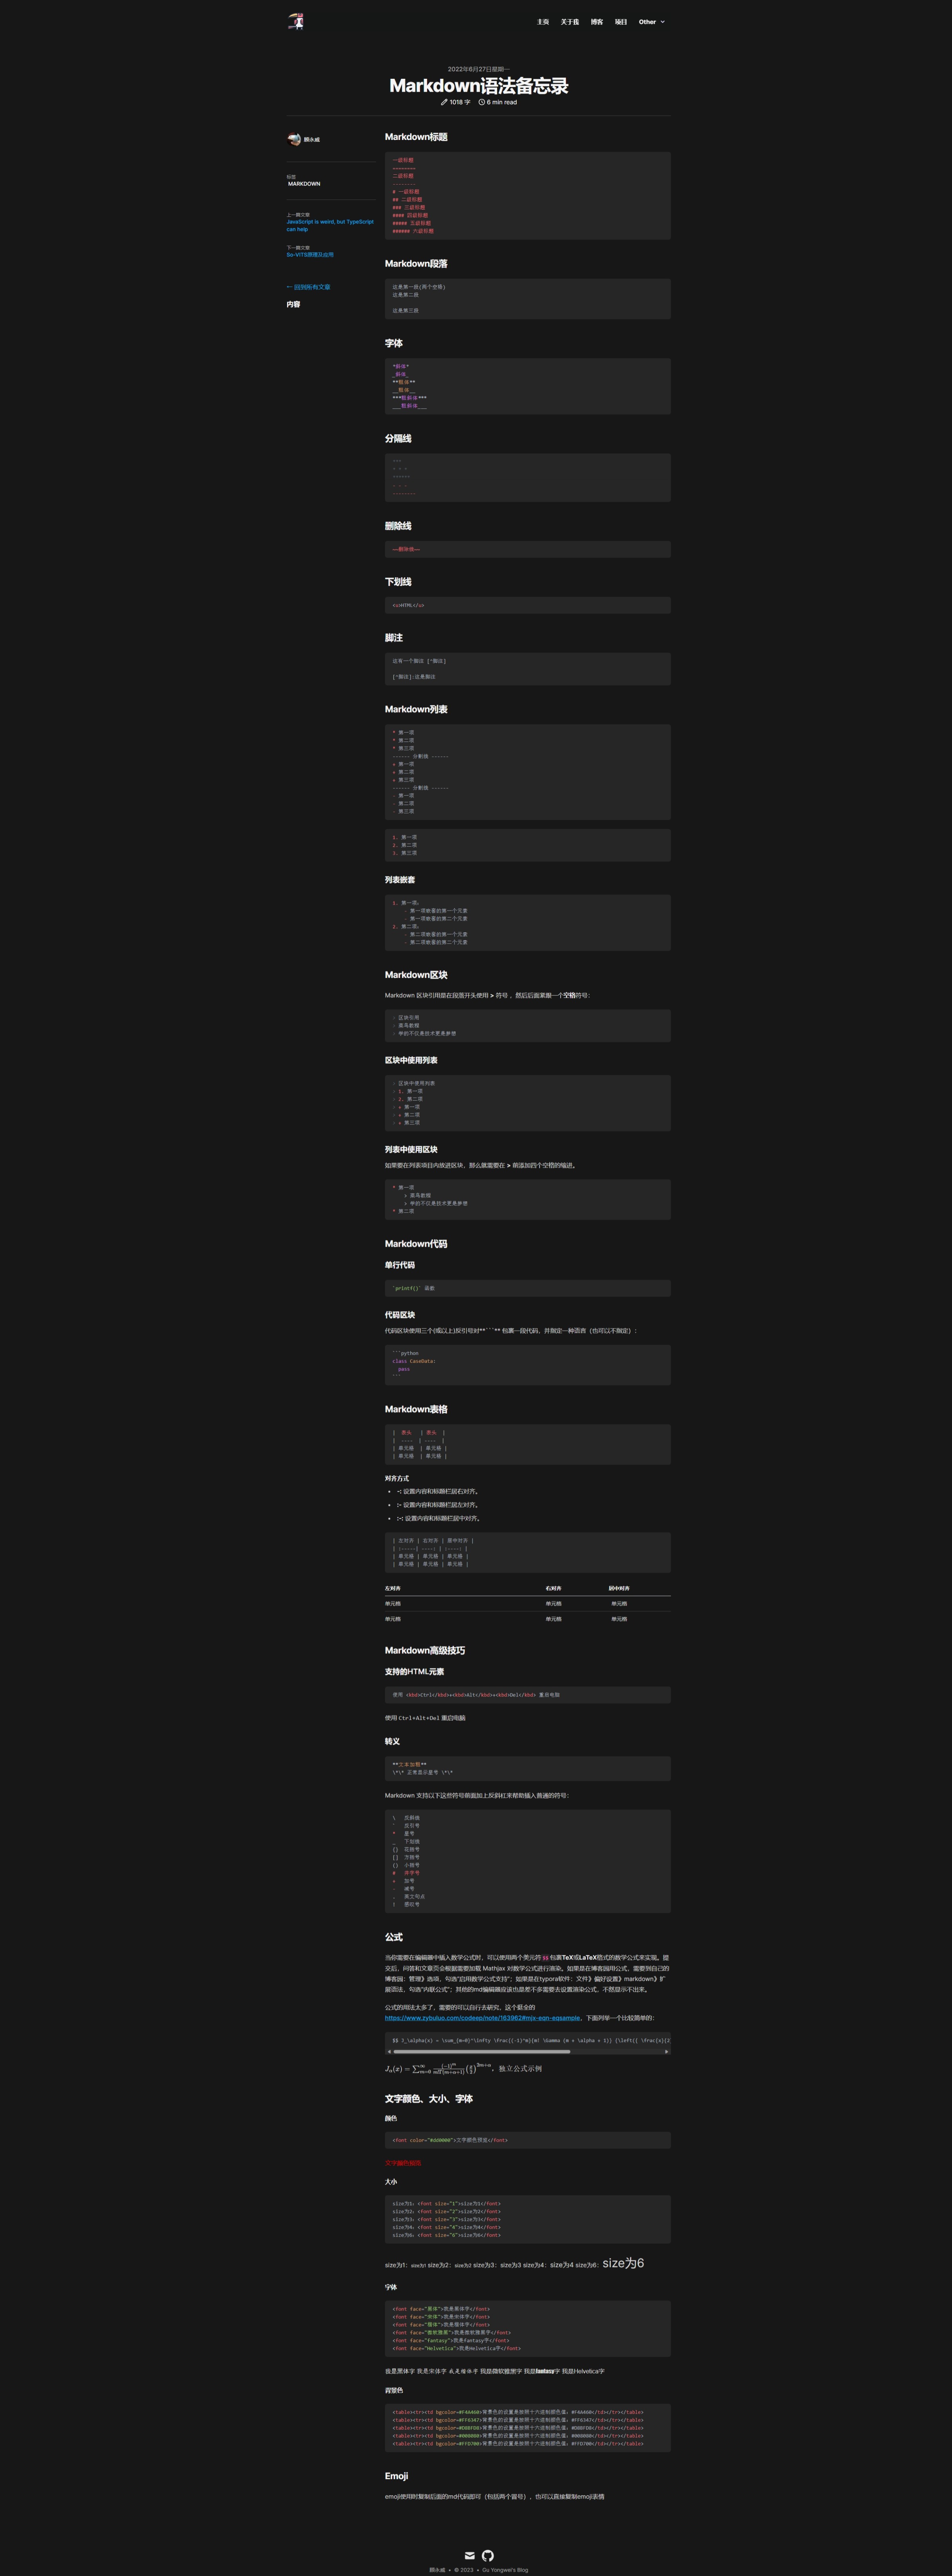 主页 关于我 博客 项目 Other
2022年6月27日星期一
Markdown语法备忘录
1018 字 6 min read
顾永威
标签
MARKDOWN
上一篇文章
JavaScript is weird, but TypeScript
can help
下一篇文章
So-VITS原理及应用
← 回到所有文章
内容
Markdown标题
一级标题
========
二级标题
--------
# 一级标题
## 二级标题
### 三级标题
#### 四级标题
##### 五级标题
###### 六级标题
Markdown段落
这是第一段(两个空格)
这是第二段
这是第三段
字体
*斜体*
_斜体_
**粗体**
__粗体__
***粗斜体***
___粗斜体___
分隔线
删除线
~~删除线~~
下划线
<u>HTML</u>
脚注
这有一个脚注 [^脚注]
[^脚注]:这是脚注
Markdown列表
* 第一项
* 第二项
* 第三项
------ 分割线 ------
+ 第一项
+ 第二项
+ 第三项
------ 分割线 ------
- 第一项
- 第二项
- 第三项
1. 第一项
2. 第二项
3. 第三项
列表嵌套
1. 第一项:
- 第一项嵌套的第一个元素
- 第一项嵌套的第二个元素
2. 第二项:
- 第二项嵌套的第一个元素
- 第二项嵌套的第二个元素
Markdown区块
Markdown 区块引用是在段落开头使用 > 符号 ，然后后面紧跟一个空格符号：
> 区块引用
> 菜鸟教程
> 学的不仅是技术更是梦想
区块中使用列表
> 区块中使用列表
> 1. 第一项
> 2. 第二项
> + 第一项
> + 第二项
> + 第三项
列表中使用区块
如果要在列表项目内放进区块，那么就需要在 > 前添加四个空格的缩进。
* 第一项
> 菜鸟教程
> 学的不仅是技术更是梦想
* 第二项
Markdown代码
单行代码
`printf()` 函数
代码区块
代码区块使用三个(或以上)反引号对**```** 包裹一段代码，并指定一种语言（也可以不指定）：
```python
class CaseData:
pass
```
Markdown表格
| 表头 | 表头 |
| ---- | ---- |
| 单元格 | 单元格 |
| 单元格 | 单元格 |
对齐方式
-: 设置内容和标题栏居右对齐。
:- 设置内容和标题栏居左对齐。
:-: 设置内容和标题栏居中对齐。
| 左对齐 | 右对齐 | 居中对齐 |
| :-----| ----: | :----: |
| 单元格 | 单元格 | 单元格 |
| 单元格 | 单元格 | 单元格 |
左对齐 右对齐 居中对齐
单元格 单元格 单元格
单元格 单元格 单元格
Markdown高级技巧
支持的HTML元素
使用 <kbd>Ctrl</kbd>+<kbd>Alt</kbd>+<kbd>Del</kbd> 重启电脑
使用 Ctrl+Alt+Del 重启电脑
转义
**文本加粗**
\*\* 正常显示星号 \*\*
Markdown 支持以下这些符号前面加上反斜杠来帮助插入普通的符号：
\ 反斜线
` 反引号
* 星号
_ 下划线
{} 花括号
[] 方括号
() 小括号
# 井字号
+ 加号
- 减号
. 英文句点
! 感叹号
公式
当你需要在编辑器中插入数学公式时，可以使用两个美元符 $$ 包裹TeX或LaTeX格式的数学公式来实现。提
交后，问答和文章页会根据需要加载 Mathjax 对数学公式进行渲染。如果是在博客园用公式，需要到自己的
博客园：管理》选项，勾选“启用数学公式支持”；如果是在typora软件：文件》偏好设置》markdown》扩
展语法，勾选“内联公式”；其他的md编辑器应该也是差不多需要去设置渲染公式，不然显示不出来。
公式的用法太多了，需要的可以自行去研究，这个挺全的
https://www.zybuluo.com/codeep/note/163962#mjx-eqn-eqsample，下面列举一个比较简单的：
$$ J_\alpha(x) = \sum_{m=0}^\infty \frac{(-1)^m}{m! \Gamma (m + \alpha + 1)} {\left({ \frac{x}{2
J_α(x) = ∑_{m=0}^∞ (−1)^m / m!Γ(m+α+1) (x/2)^{2m+α}，独立公式示例
文字颜色、大小、字体
颜色
<font color="#dd0000">文字颜色预览</font>
文字颜色预览
大小
size为1：<font size="1">size为1</font>
size为2：<font size="2">size为2</font>
size为3：<font size="3">size为3</font>
size为4：<font size="4">size为4</font>
size为6：<font size="6">size为6</font>
size为1：size为1 size为2：size为2 size为3：size为3 size为4：size为4 size为6：size为6
字体
<font face="黑体">我是黑体字</font>
<font face="宋体">我是宋体字</font>
<font face="楷体">我是楷体字</font>
<font face="微软雅黑">我是微软雅黑字</font>
<font face="fantasy">我是fantasy字</font>
<font face="Helvetica">我是Helvetica字</font>
我是黑体字 我是宋体字 我是楷体字 我是微软雅黑字 我是fantasy字 我是Helvetica字
背景色
<table><tr><td bgcolor=#F4A460>背景色的设置是按照十六进制颜色值：#F4A460</td></tr></table>
<table><tr><td bgcolor=#FF6347>背景色的设置是按照十六进制颜色值：#FF6347</td></tr></table>
<table><tr><td bgcolor=#D8BFD8>背景色的设置是按照十六进制颜色值：#D8BFD8</td></tr></table>
<table><tr><td bgcolor=#008080>背景色的设置是按照十六进制颜色值：#008080</td></tr></table>
<table><tr><td bgcolor=#FFD700>背景色的设置是按照十六进制颜色值：#FFD700</td></tr></table>
Emoji
emoji使用时复制后面的md代码即可（包括两个冒号），也可以直接复制emoji表情
顾永威 • © 2023 • Gu Yongwei's Blog